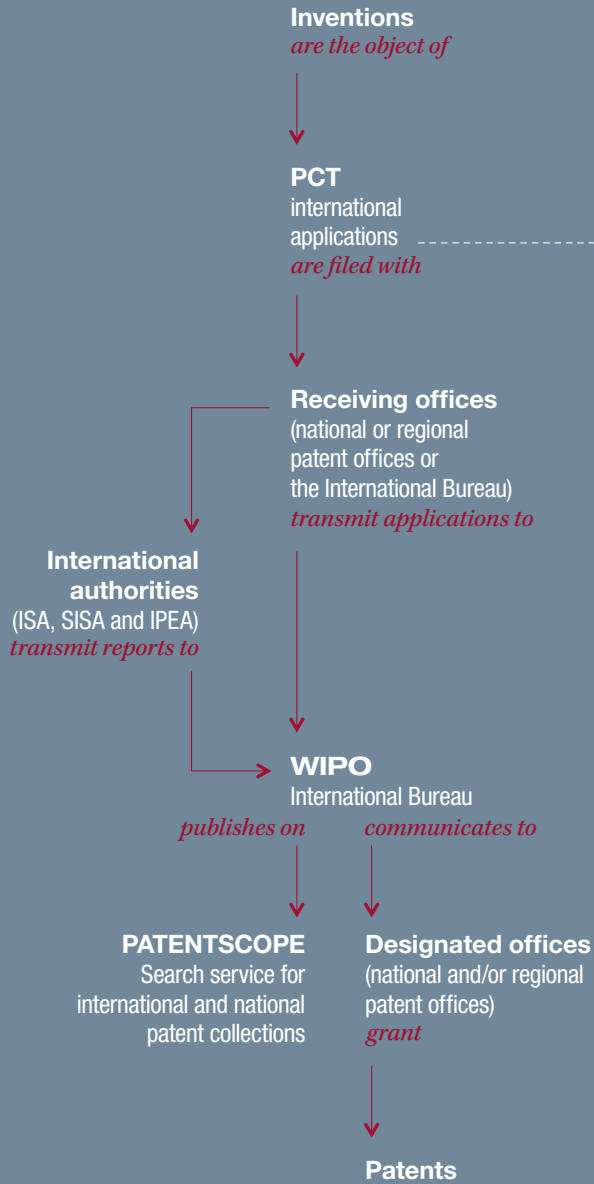 Inventions
are the object of
PCT
international
applications
are filed with
Receiving offices
(national or regional
patent offices or
the International Bureau)
transmit applications to
International
authorities
(ISA, SISA and IPEA)
transmit reports to
WIPO
International Bureau
publishes on
communicates to
PATENTSCOPE
Search service for
international and national
patent collections
Designated offices
(national and/or regional
patent offices)
grant
Patents